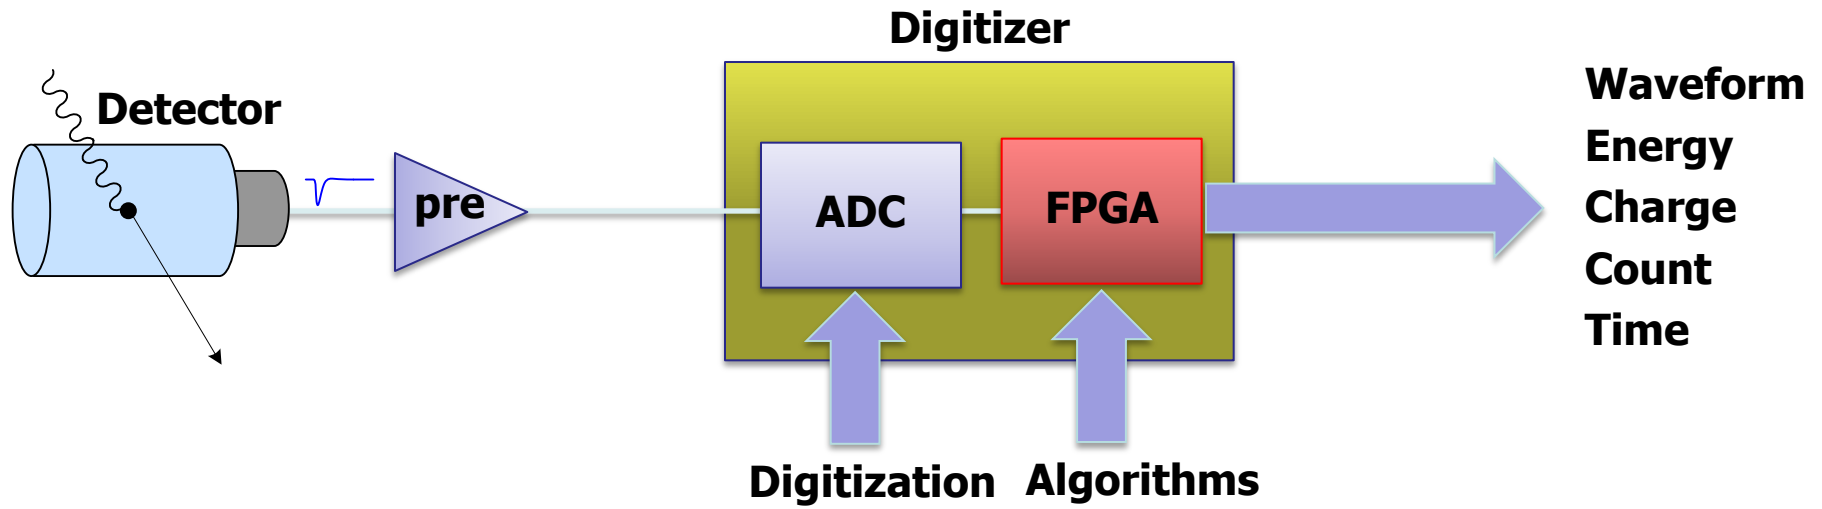 Digitizer
Detector
pre
ADC
FPGA
Waveform
Energy
Charge
Count
Time
Digitization
Algorithms